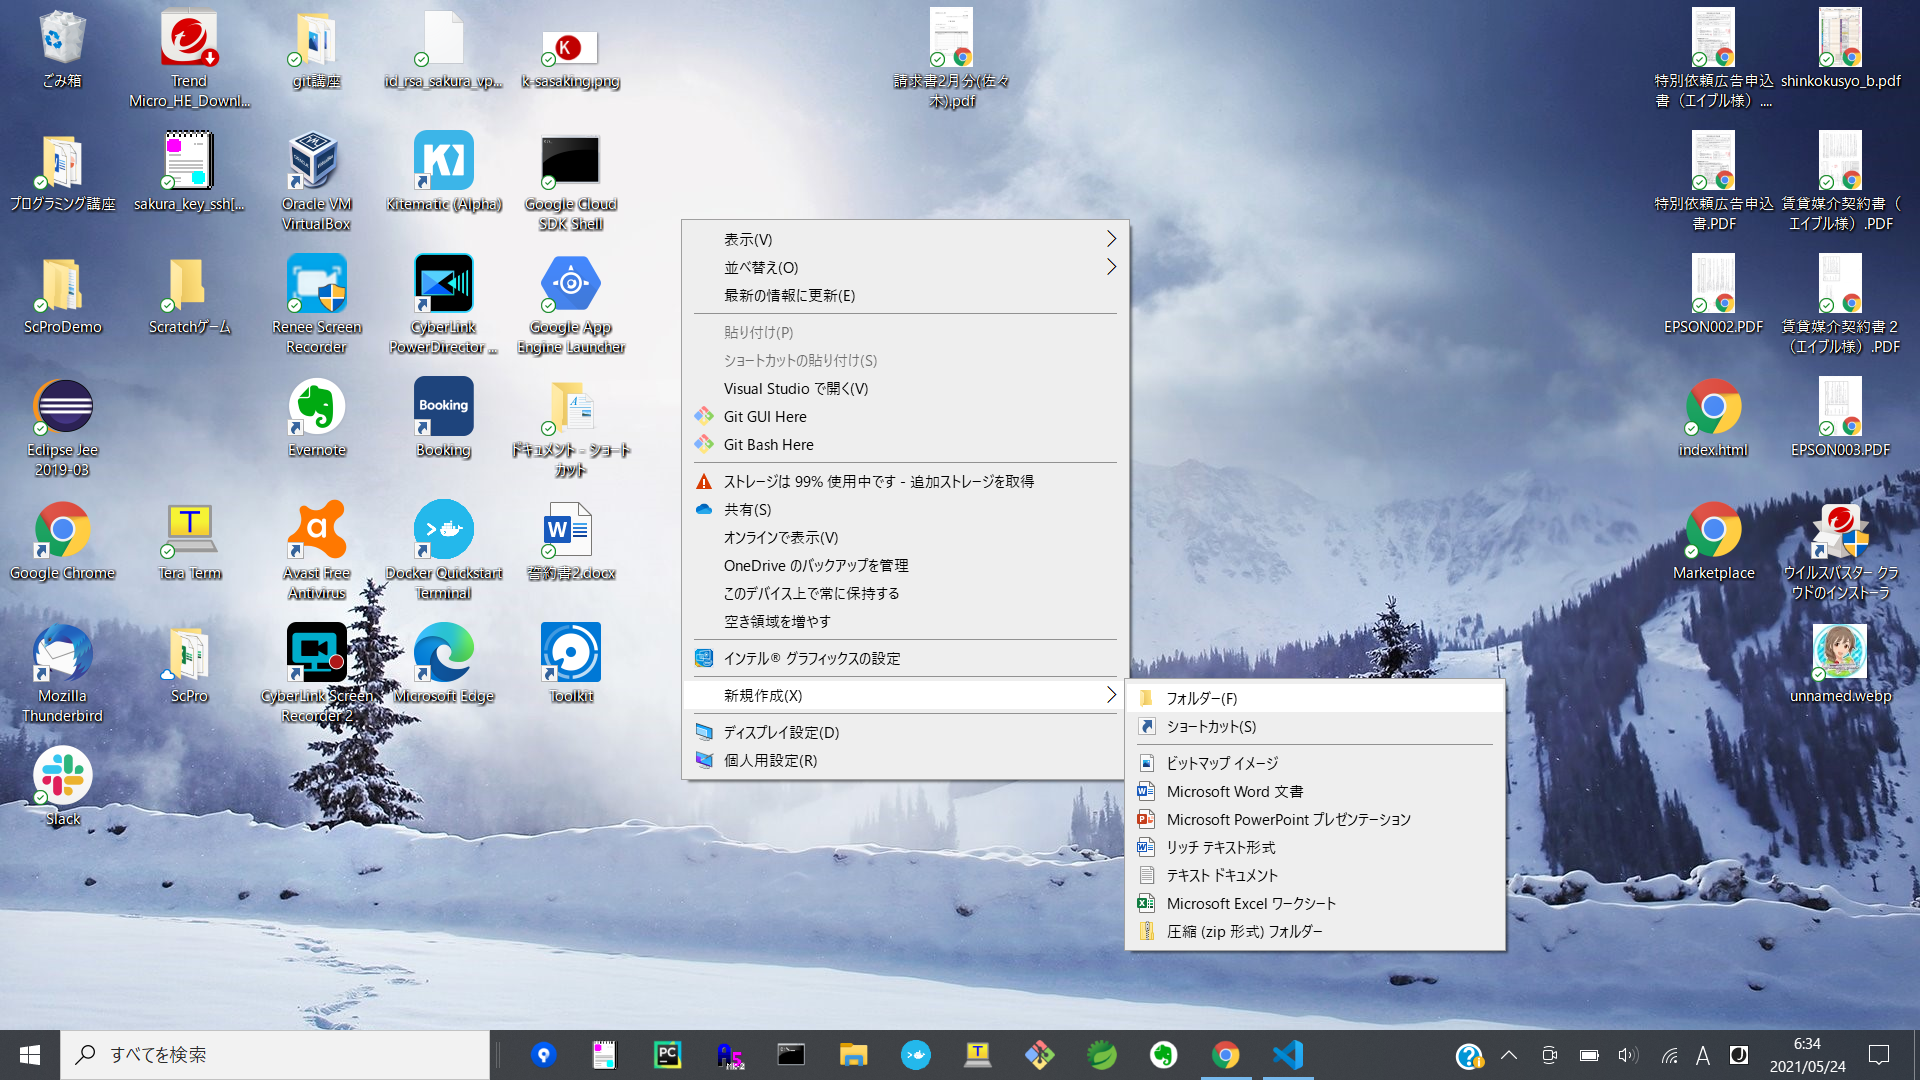 ごみ箱
Trend
Micro_HE_Downl...
git講座
id_rsa_sakura_vp...
k-sasaking.png
請求書2月分(佐々
木).pdf
特別依頼広告申込
書（エイブル様）....
shinkokusyo_b.pdf
プログラミング講座
sakura_key_ssh[...
Oracle VM
VirtualBox
Kitematic (Alpha)
Google Cloud
SDK Shell
特別依頼広告申込
書.PDF
賃貸媒介契約書（
エイブル様）.PDF
ScProDemo
Scratchゲーム
Renee Screen
Recorder
CyberLink
PowerDirector ...
Google App
Engine Launcher
EPSON002.PDF
賃貸媒介契約書２
（エイブル様）.PDF
Eclipse Jee
2019-03
Evernote
Booking
Booking
ドキュメント - ショート
カット
index.html
EPSON003.PDF
Google Chrome
Tera Term
Avast Free
Antivirus
Docker Quickstart
Terminal
誓約書2.docx
Marketplace
ウイルスバスター クラ
ウドのインストーラ
Mozilla
Thunderbird
ScPro
CyberLink Screen
Recorder 2
Microsoft Edge
Toolkit
unnamed.webp
Slack
表示(V)
並べ替え(O)
最新の情報に更新(E)
貼り付け(P)
ショートカットの貼り付け(S)
Visual Studio で開く(V)
Git GUI Here
Git Bash Here
ストレージは 99% 使用中です - 追加ストレージを取得
共有(S)
オンラインで表示(V)
OneDrive のバックアップを管理
このデバイス上で常に保持する
空き領域を増やす
インテル® グラフィックスの設定
新規作成(X)
ディスプレイ設定(D)
個人用設定(R)
フォルダー(F)
ショートカット(S)
ビットマップ イメージ
Microsoft Word 文書
Microsoft PowerPoint プレゼンテーション
リッチ テキスト形式
テキスト ドキュメント
Microsoft Excel ワークシート
圧縮 (zip 形式) フォルダー
すべてを検索
A
6:34
2021/05/24